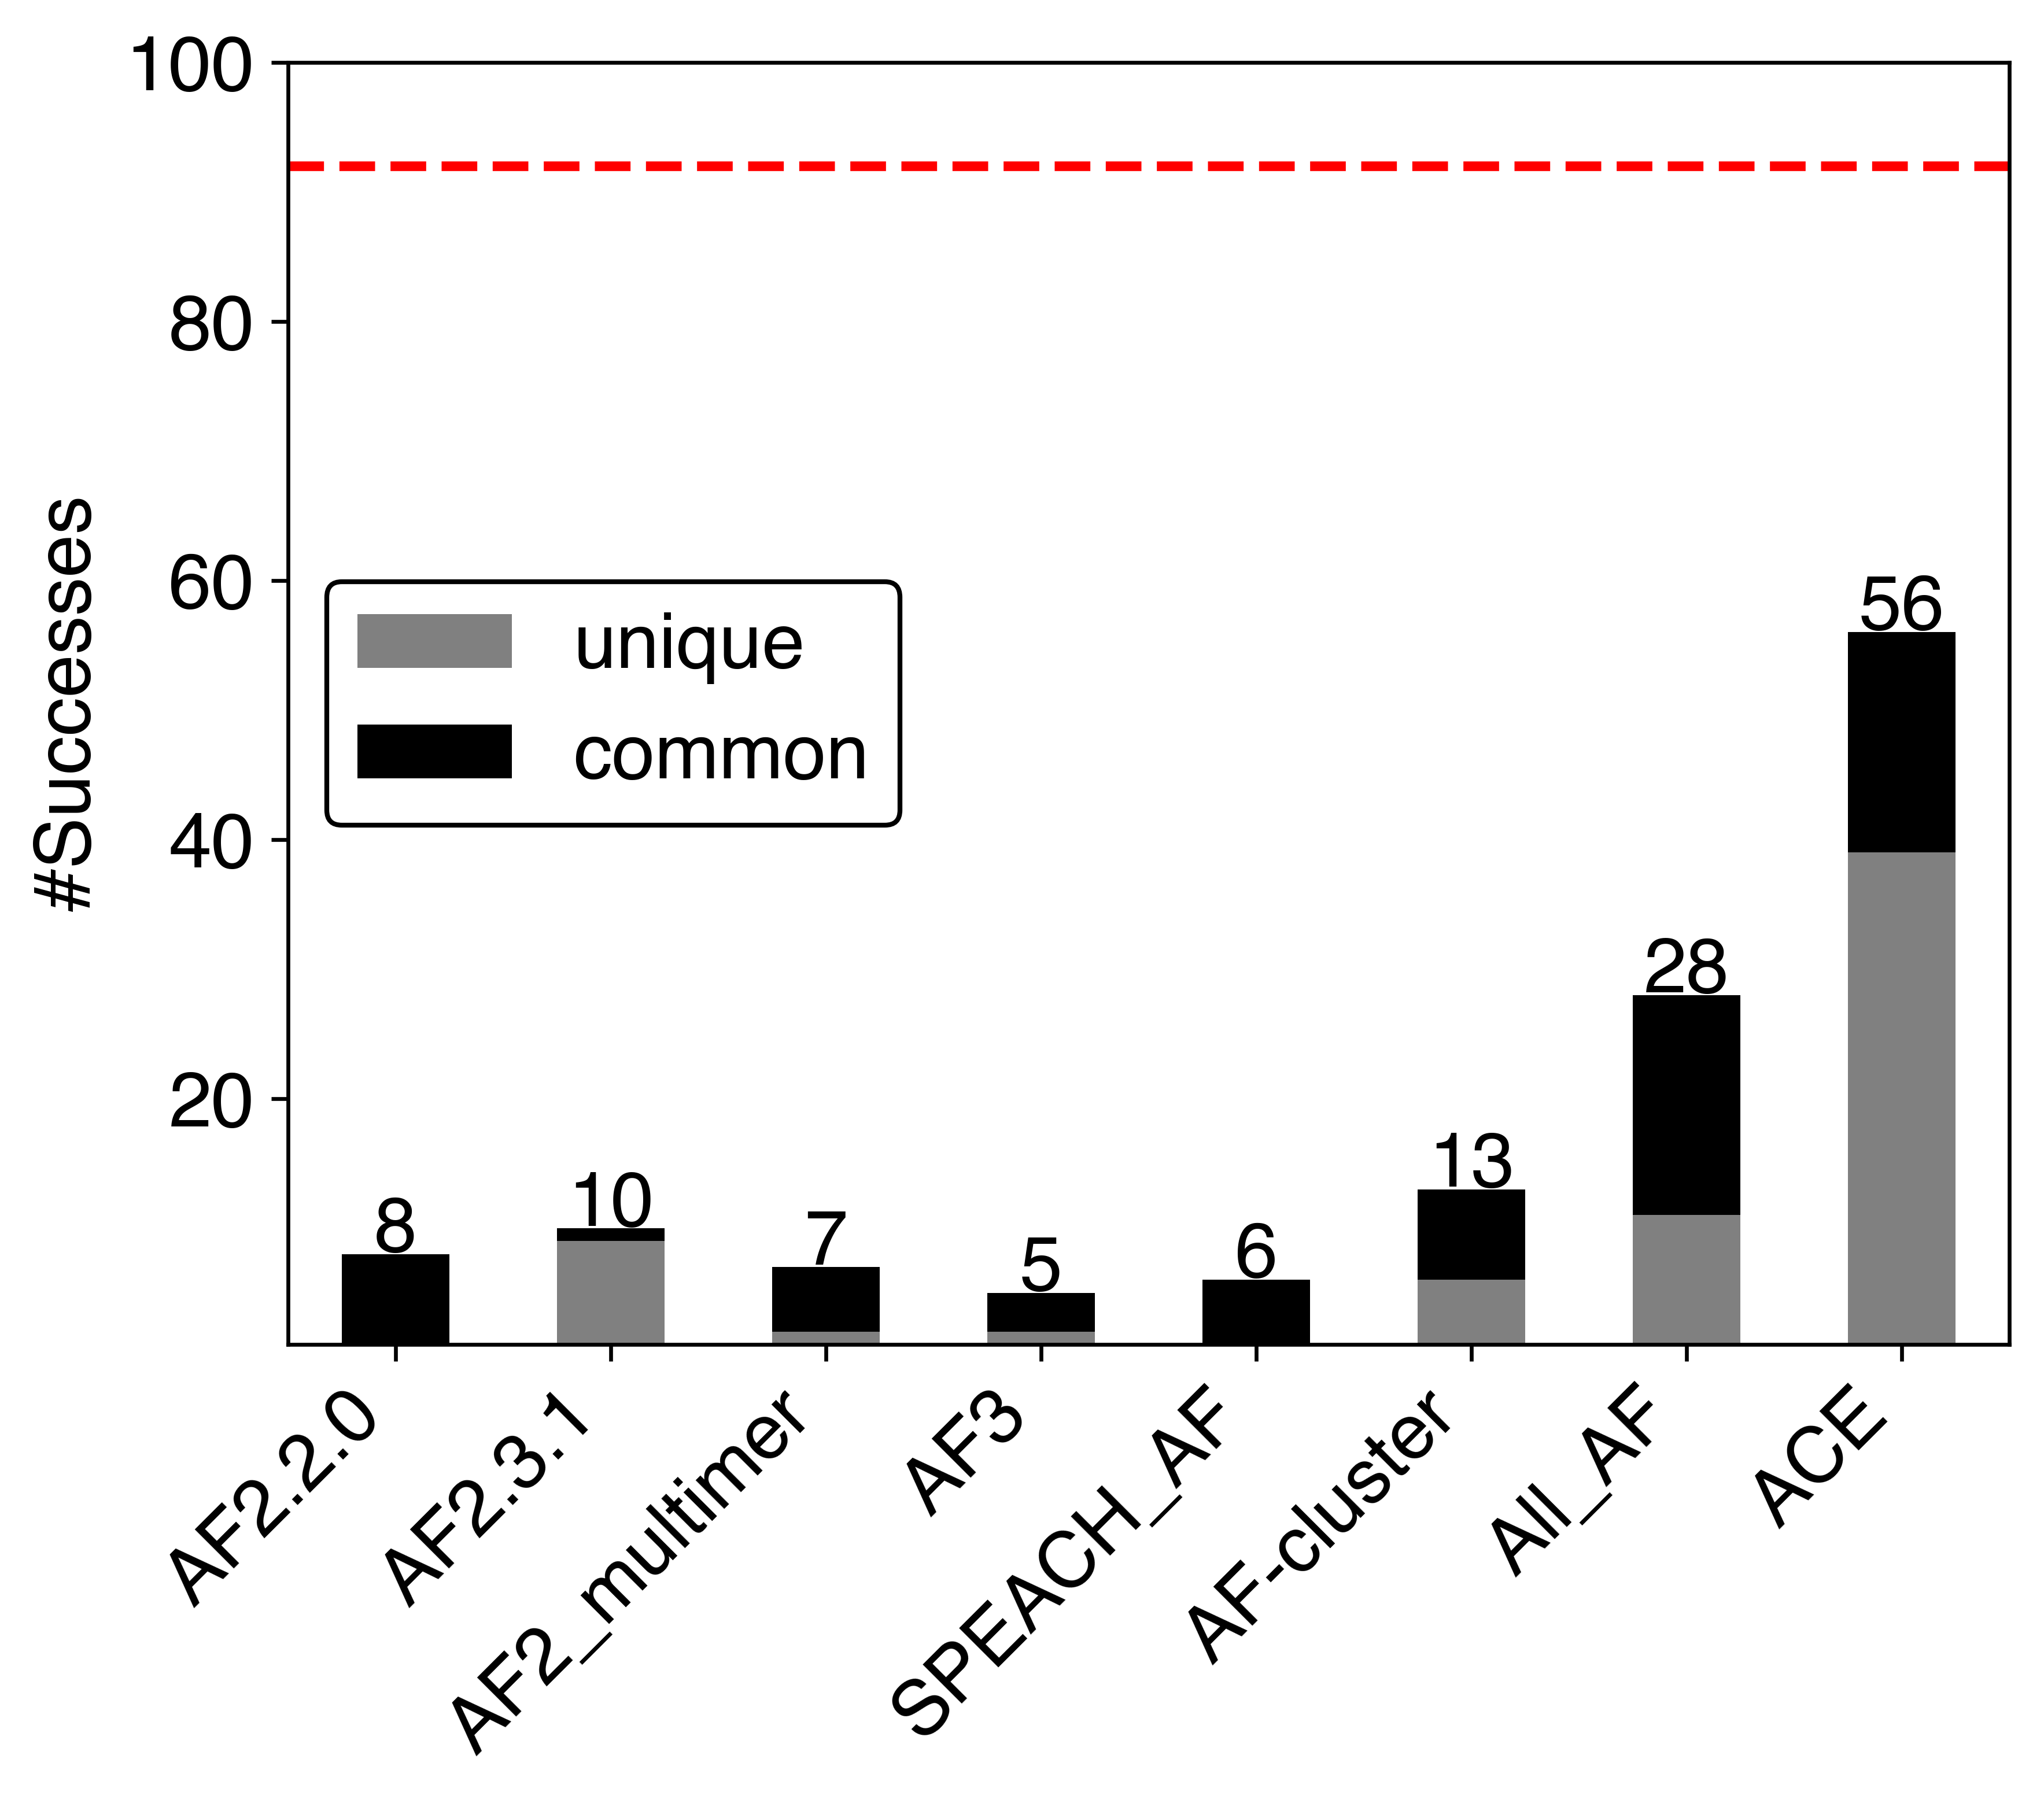 100
80
60
40
20
#Successes
unique
common
8
10
7
5
6
13
28
56
AF2.2.0
AF2.3.1
AF2_multimer
AF3
SPEACH_AF
AF-cluster
All_AF
ACE